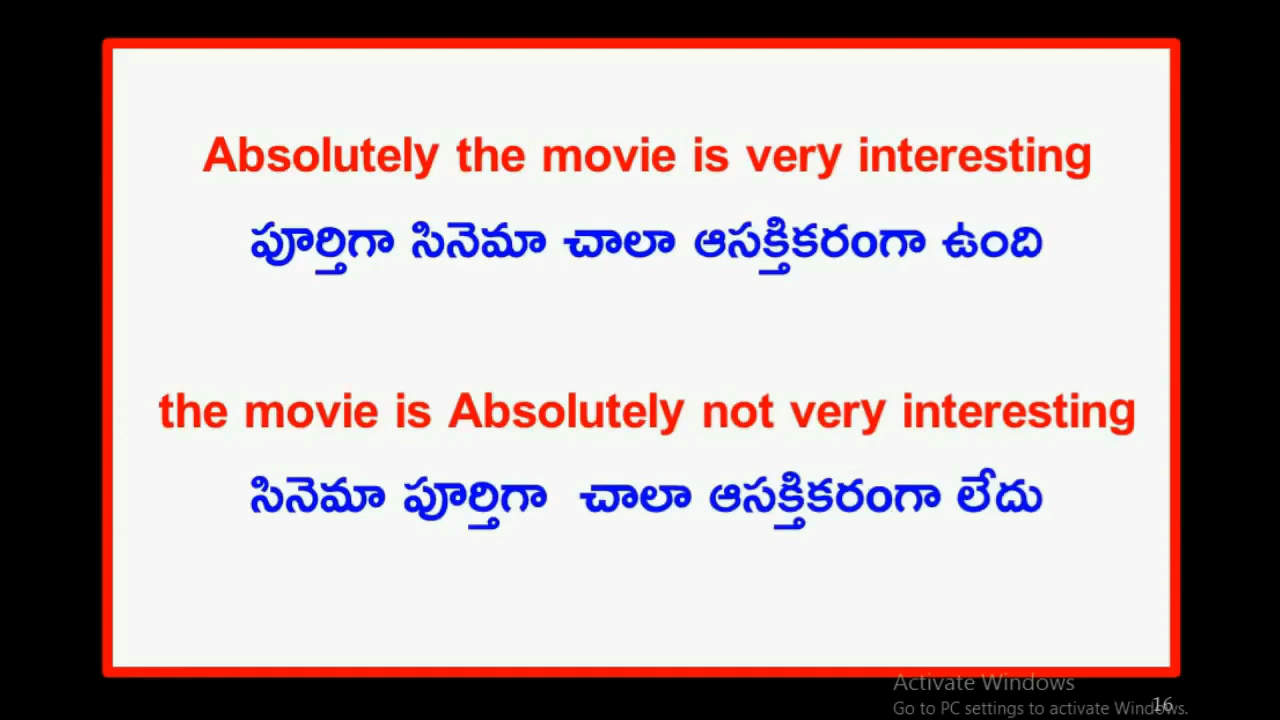 Absolutely the movie is very interesting
పూర్తిగా సినెమా చాలా ఆసక్తికరంగా ఉంది
the movie is Absolutely not very interesting
సినెమా పూర్తిగా చాలా ఆసక్తికరంగా లేదు
Activate Windows
Go to PC settings to activate Windows.
16